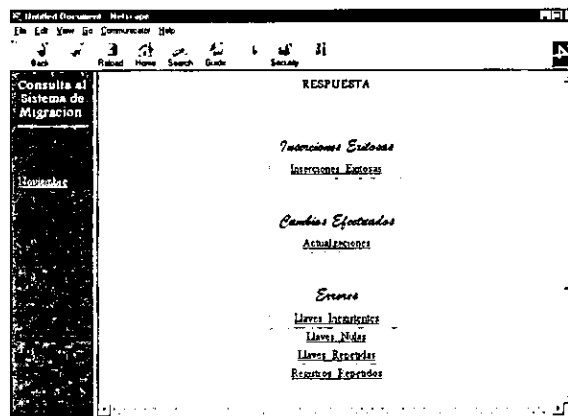 Untitled Document - Netscape
File Edit View Go Communicator Help
Back Reload Home Search Guide Security
Consulta al
Sistema de
Migracion
Noviembre
RESPUESTA
Inserciones Exitosas
Inserciones Exitosas
Cambios Efectuados
Actualizaciones
Errores
Llaves Inexistentes
Llaves Nulas
Llaves Repetidas
Registros Repetidos